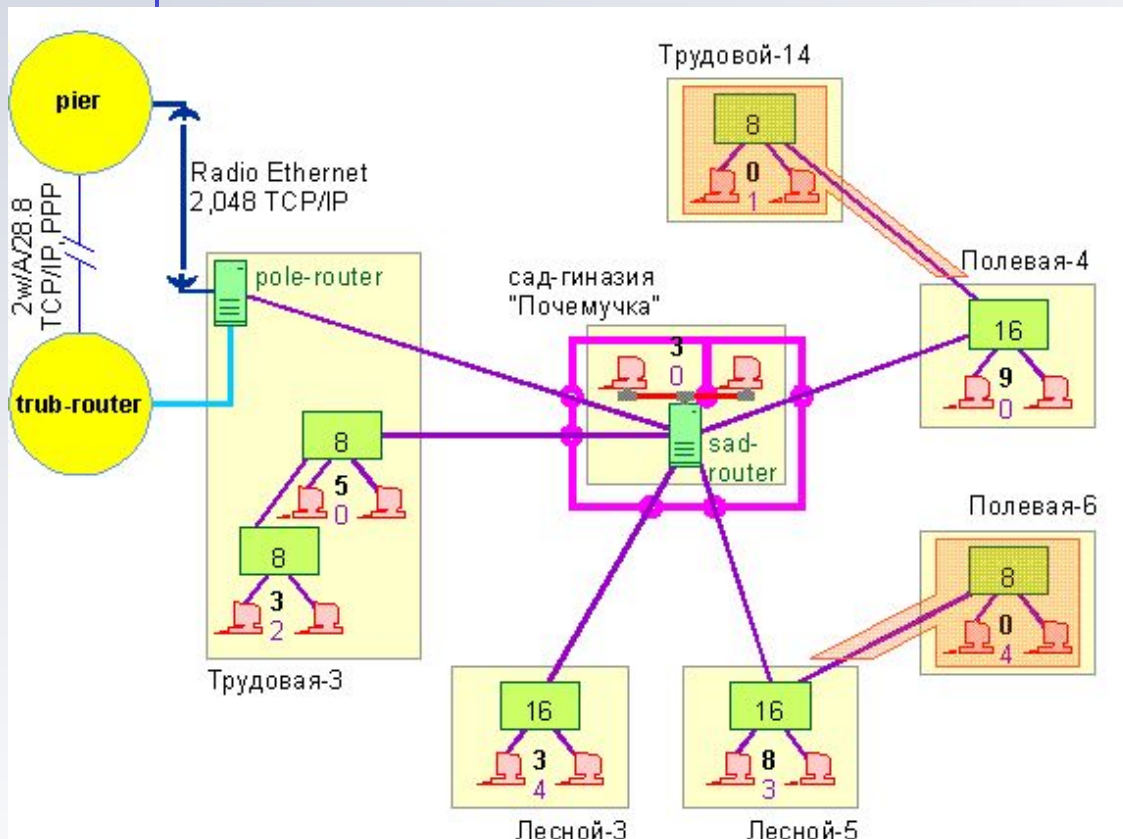 pier
Radio Ethernet
2,048 TCP/IP
2w/A/28.8
TCP/IP, PPP
trub-router
pole-router
8
5
0
8
3
2
Трудовая-3
сад-гиназия
"Почемучка"
3
0
sad-
router
Трудовой-14
8
0
1
Полевая-4
16
9
0
Полевая-6
8
0
4
16
3
4
Лесной-3
16
8
3
Лесной-5